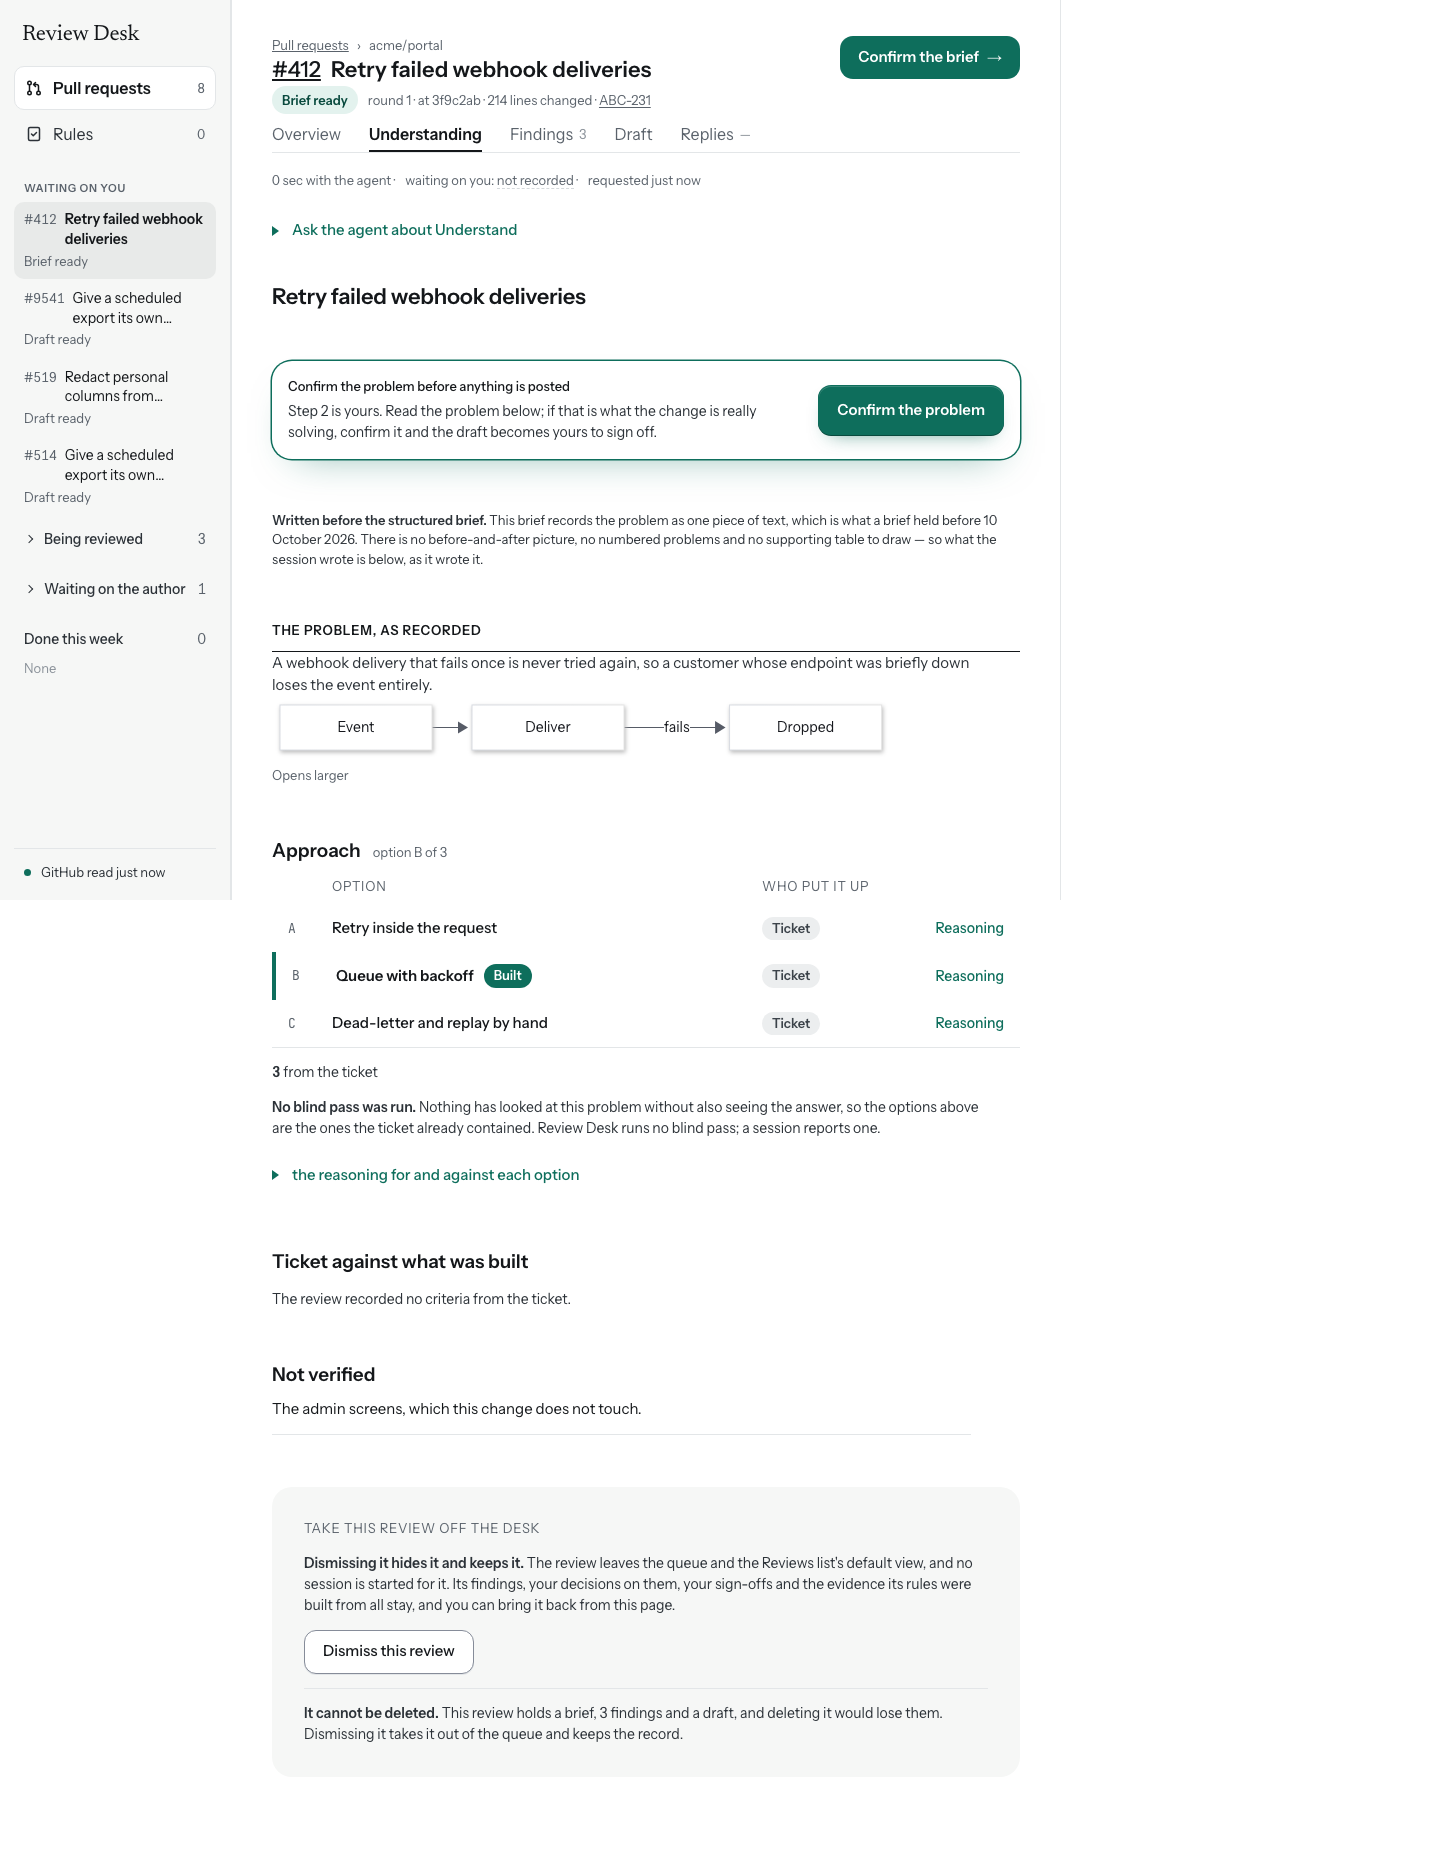 Review Desk
Pull requests 8
Rules 0
WAITING ON YOU
#412 Retry failed webhook
deliveries
Brief ready
#9541 Give a scheduled
export its own...
Draft ready
#519 Redact personal
columns from...
Draft ready
#514 Give a scheduled
export its own...
Draft ready
Being reviewed 3
Waiting on the author 1
Done this week 0
None
GitHub read just now
Pull requests › acme/portal
#412 Retry failed webhook deliveries
Confirm the brief →
Brief ready round 1 · at 3f9c2ab · 214 lines changed · ABC-231
Overview Understanding Findings 3 Draft Replies —
0 sec with the agent · waiting on you: not recorded · requested just now
Ask the agent about Understand
Retry failed webhook deliveries
Confirm the problem before anything is posted
Step 2 is yours. Read the problem below; if that is what the change is really
solving, confirm it and the draft becomes yours to sign off.
Confirm the problem
Written before the structured brief. This brief records the problem as one piece of text, which is what a brief held before 10
October 2026. There is no before-and-after picture, no numbered problems and no supporting table to draw — so what the
session wrote is below, as it wrote it.
THE PROBLEM, AS RECORDED
A webhook delivery that fails once is never tried again, so a customer whose endpoint was briefly down
loses the event entirely.
Event Deliver fails Dropped
Opens larger
Approach option B of 3
OPTION WHO PUT IT UP
A Retry inside the request Ticket Reasoning
B Queue with backoff Built Ticket Reasoning
C Dead-letter and replay by hand Ticket Reasoning
3 from the ticket
No blind pass was run. Nothing has looked at this problem without also seeing the answer, so the options above
are the ones the ticket already contained. Review Desk runs no blind pass; a session reports one.
the reasoning for and against each option
Ticket against what was built
The review recorded no criteria from the ticket.
Not verified
The admin screens, which this change does not touch.
TAKE THIS REVIEW OFF THE DESK
Dismissing it hides it and keeps it. The review leaves the queue and the Reviews list's default view, and no
session is started for it. Its findings, your decisions on them, your sign-offs and the evidence its rules were
built from all stay, and you can bring it back from this page.
Dismiss this review
It cannot be deleted. This review holds a brief, 3 findings and a draft, and deleting it would lose them.
Dismissing it takes it out of the queue and keeps the record.